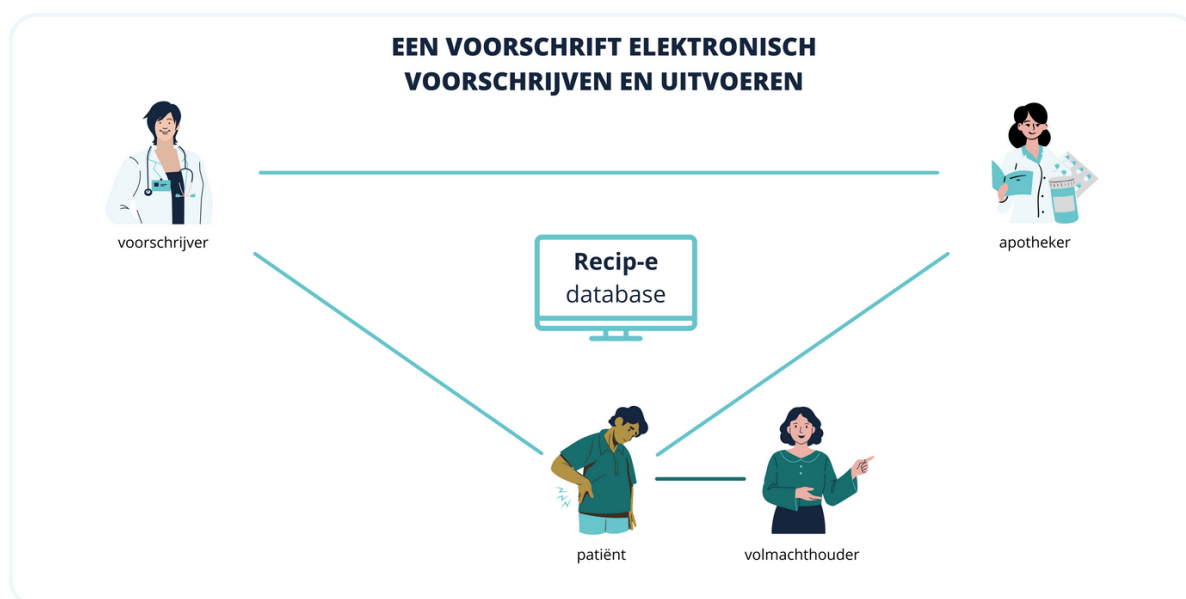 EEN VOORSCHRIFT ELEKTRONISCH
VOORSCHRIJVEN EN UITVOEREN
voorschrijver
apotheker
Recip-e
database
patiënt
volmachthouder